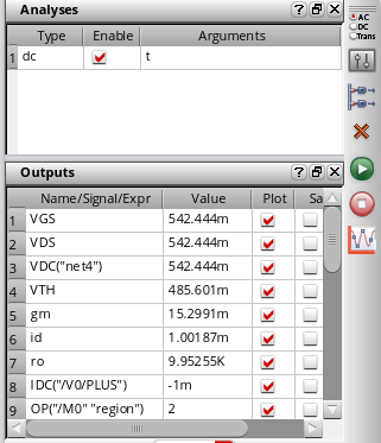 Analyses
Type Enable Arguments
1 dc t
Outputs
Name/Signal/Expr Value Plot Sa
1 VGS 542.444m
2 VDS 542.444m
3 VDC("net4") 542.444m
4 VTH 485.601m
5 gm 15.2991m
6 id 1.00187m
7 ro 9.95255K
8 IDC("/V0/PLUS") -1m
9 OP("/M0" "region") 2
AC
DC
Trans